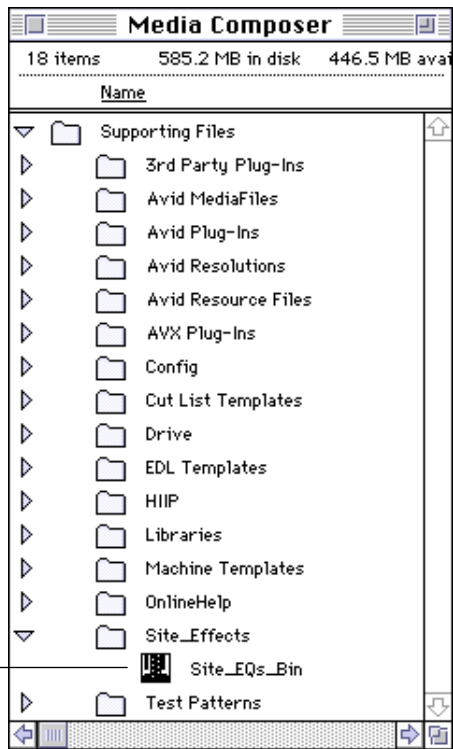 Media Composer
18 items 585.2 MB in disk 446.5 MB avai
Name
Supporting Files
3rd Party Plug-Ins
Avid MediaFiles
Avid Plug-Ins
Avid Resolutions
Avid Resource Files
AVX Plug-Ins
Config
Cut List Templates
Drive
EDL Templates
HIIP
Libraries
Machine Templates
OnlineHelp
Site_Effects
Site_EQs_Bin
Test Patterns